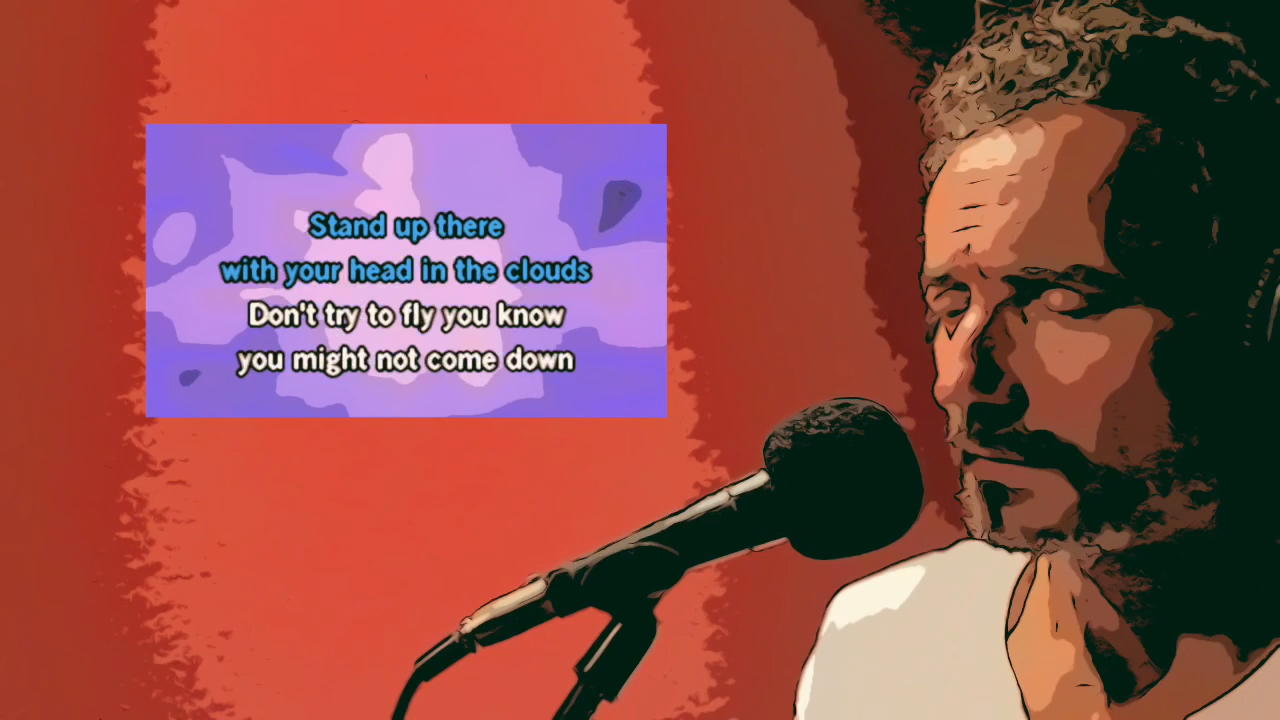 Stand up there
with your head in the clouds
Don't try to fly you know
you might not come down